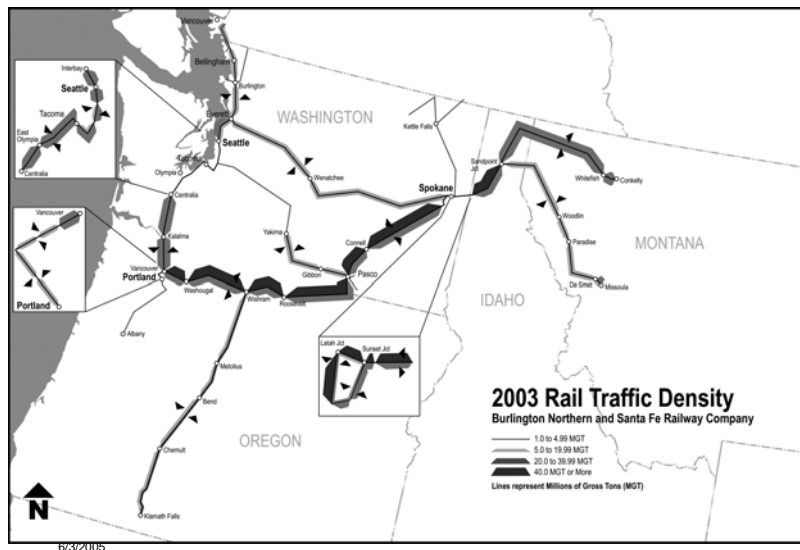 Vancouver
Bellingham
Burlington
WASHINGTON
Everett
Kettle Falls
Interbay
Seattle
Tacoma
East
Olympia
Centralia
Seattle
Tacoma
Olympia
Wenatchee
Spokane
Sandpoint
Jct
Whitefish
Conkelly
Centralia
Vancouver
Portland
Yakima
Connell
Woodlin
Kalama
Paradise
MONTANA
Vancouver
Portland
Washougal
Wishram
Roosevelt
Gibbon
Pasco
De Smet
Missoula
IDAHO
Albany
Latah Jct
Sunset Jct
Metolius
Bend
OREGON
Chemult
Klamath Falls
2003 Rail Traffic Density
Burlington Northern and Santa Fe Railway Company
1.0 to 4.99 MGT
5.0 to 19.99 MGT
20.0 to 39.99 MGT
40.0 MGT or More
Lines represent Millions of Gross Tons (MGT)
N
6/3/2005